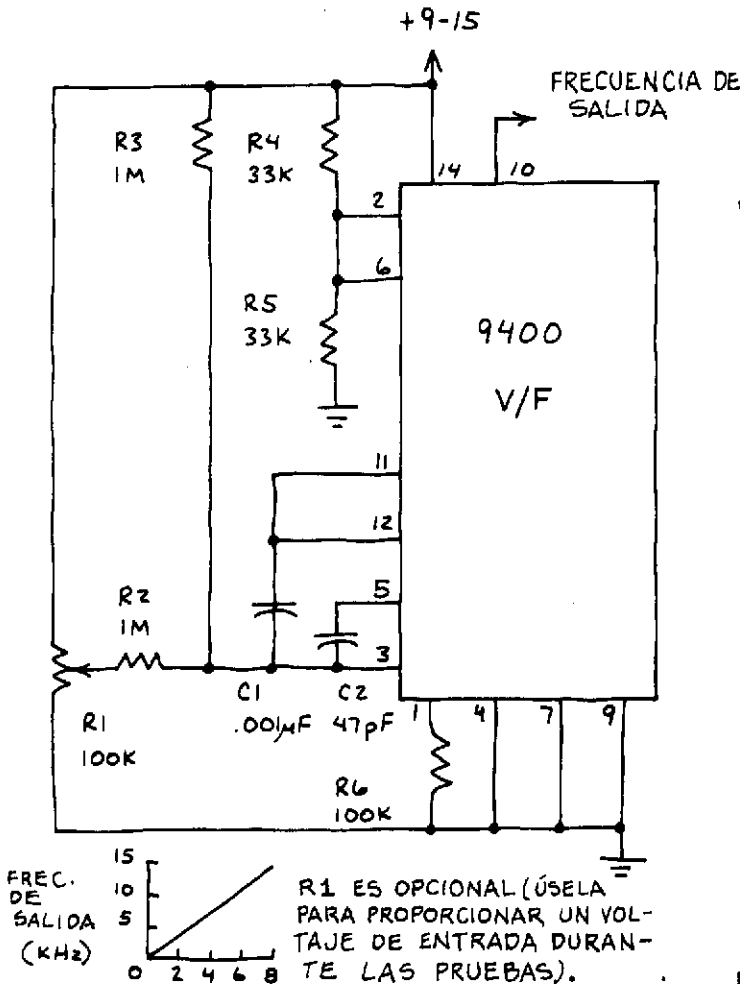 +9-15
FRECUENCIA DE
SALIDA
R3
1M
R4
33K
14
10
2
6
R5
33K
9400
V/F
11
12
5
3
R2
1M
R1
100K
C1
.001µF
C2
47pF
1
4
7
9
R6
100K
FREC.
DE
SALIDA
(KHz)
15
10
5
0 2 4 6 8
R1 ES OPCIONAL (ÚSELA
PARA PROPORCIONAR UN VOL-
TAJE DE ENTRADA DURAN-
TE LAS PRUEBAS).